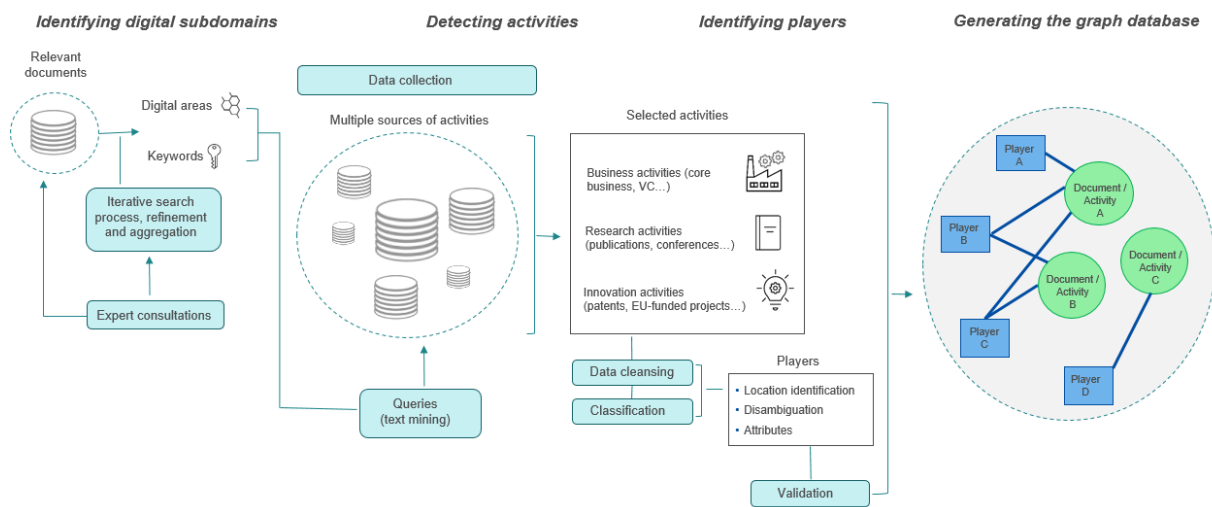 Identifying digital subdomains
Detecting activities
Identifying players
Generating the graph database
Relevant
documents
Digital areas
Keywords
Iterative search
process, refinement
and aggregation
Expert consultations
Data collection
Multiple sources of activities
Queries
(text mining)
Selected activities
Business activities (core
business, VC…)
Research activities
(publications, conferences…)
Innovation activities
(patents, EU-funded projects…)
Data cleansing
Classification
Players
• Location identification
• Disambiguation
• Attributes
Validation
Player
A
Document /
Activity
A
Player
B
Document /
Activity
C
Document /
Activity
B
Player
C
Player
D